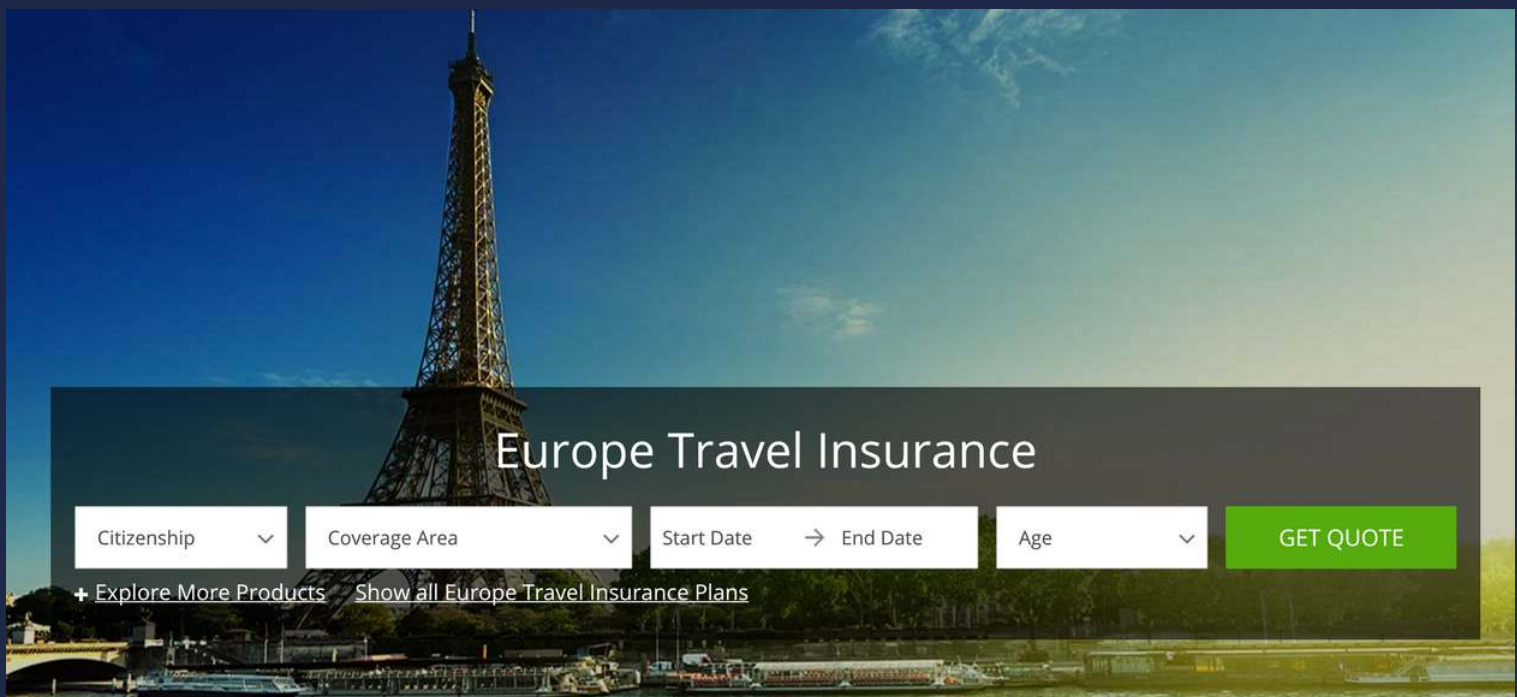 Europe Travel Insurance
Citizenship Coverage Area Start Date → End Date Age GET QUOTE
+ Explore More Products Show all Europe Travel Insurance Plans